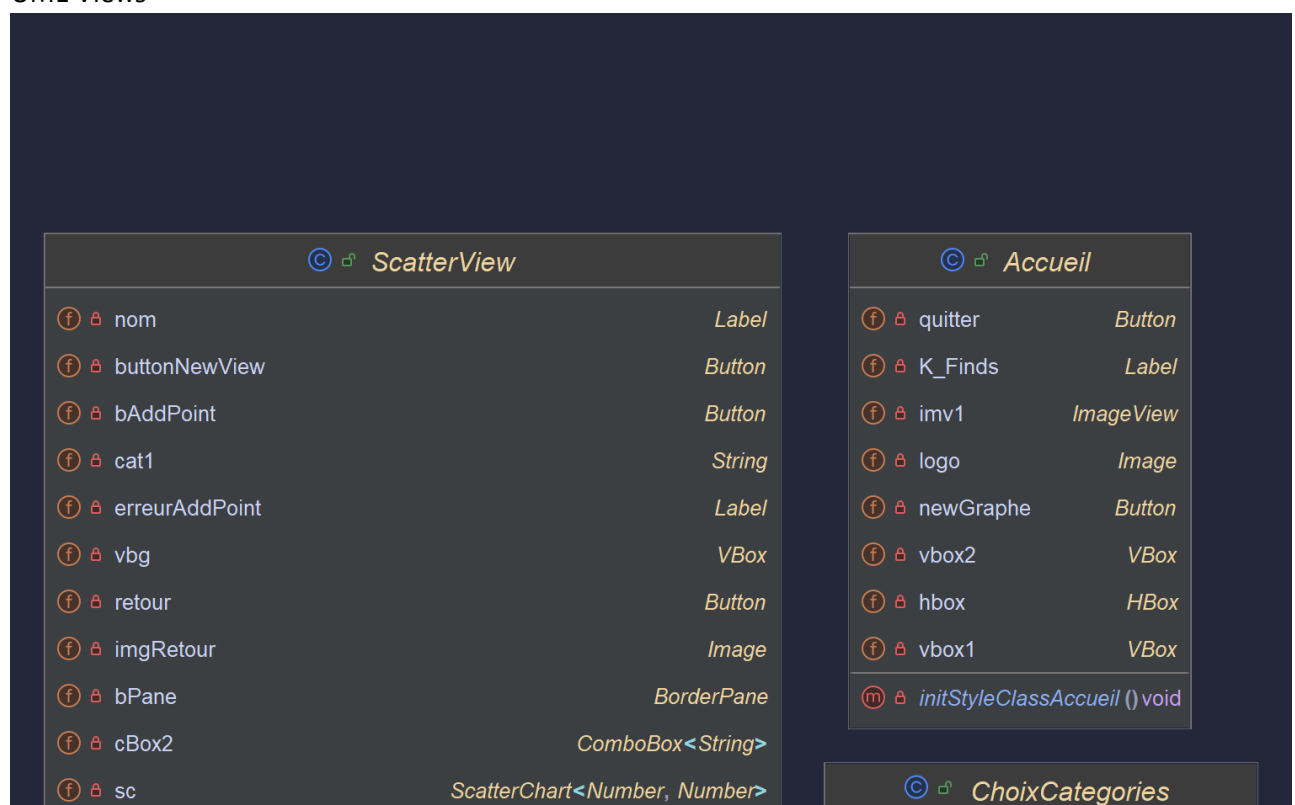 UML Views
ScatterView
nom Label
buttonNewView Button
bAddPoint Button
cat1 String
erreurAddPoint Label
vbg VBox
retour Button
imgRetour Image
bPane BorderPane
cBox2 ComboBox<String>
sc ScatterChart<Number, Number>
Accueil
quitter Button
K_Finds Label
imv1 ImageView
logo Image
newGraphe Button
vbox2 VBox
hbox HBox
vbox1 VBox
initStyleClassAccueil () void
ChoixCategories